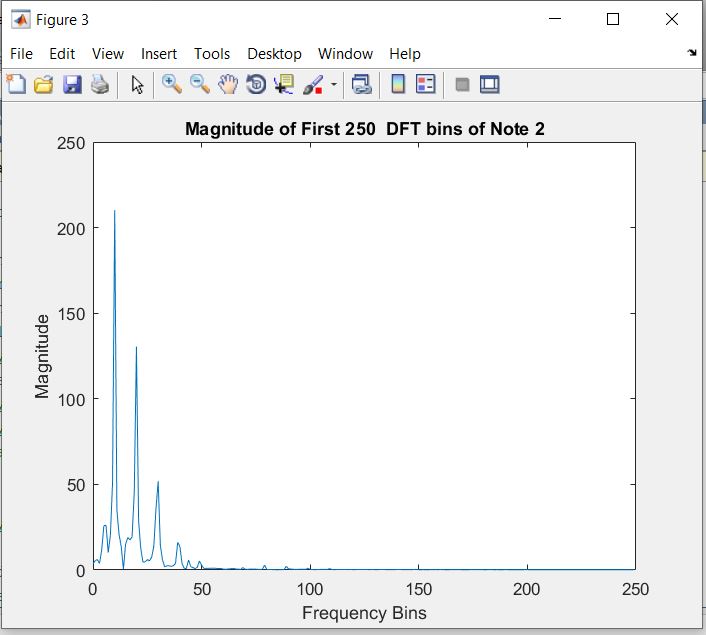 Figure 3
File Edit View Insert Tools Desktop Window Help
Magnitude of First 250  DFT bins of Note 2
250
200
150
100
50
0
Magnitude
0 50 100 150 200 250
Frequency Bins